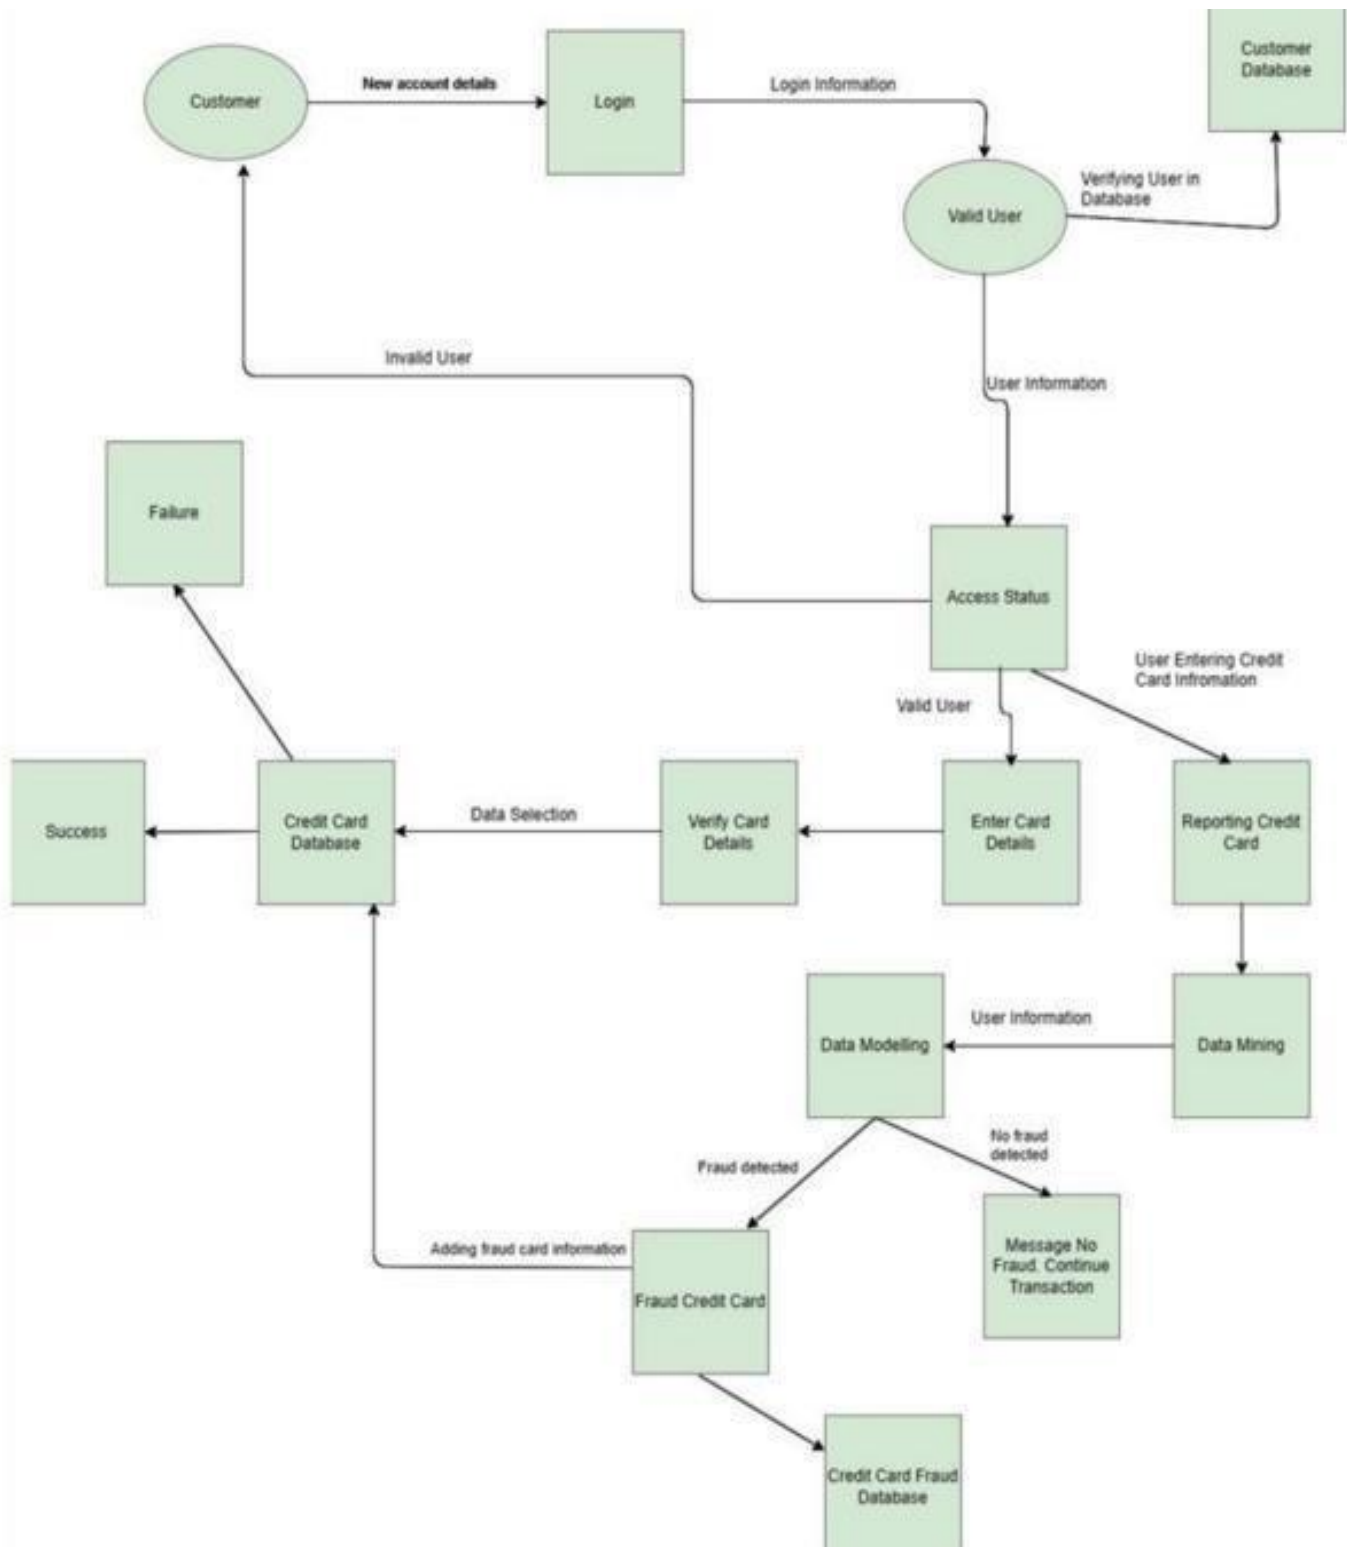 Customer
Database
Customer
New account details
Login
Login Information
Verifying User in
Database
Valid User
Invalid User
User Information
Failure
Access Status
User Entering Credit
Card Infromation
Valid User
Success
Credit Card
Database
Data Selection
Verify Card
Details
Enter Card
Details
Reporting Credit
Card
Data Modelling
User Information
Data Mining
No fraud
detected
Fraud detected
Adding fraud card information
Message No
Fraud. Continue
Transaction
Fraud Credit Card
Credit Card Fraud
Database